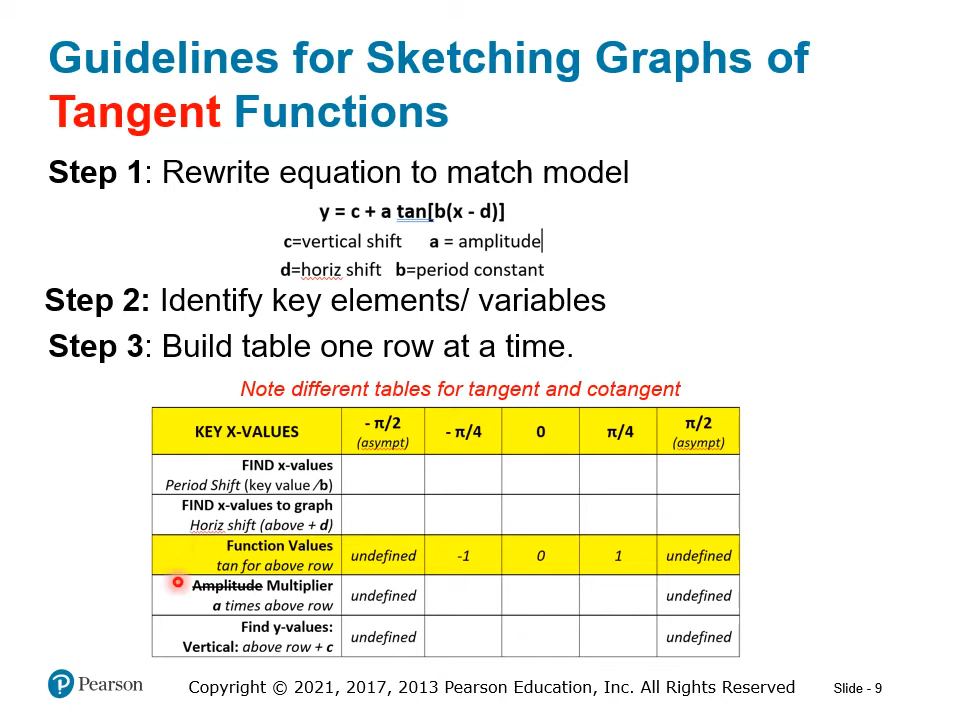 Guidelines for Sketching Graphs of
Tangent Functions
Step 1: Rewrite equation to match model
y = c + a tan[b(x - d)]
c=vertical shift a = amplitude
d=horiz shift b=period constant
Step 2: Identify key elements/ variables
Step 3: Build table one row at a time.
Note different tables for tangent and cotangent
KEY X-VALUES - π/2 (asympt) - π/4 0 π/4 π/2 (asympt)
FIND x-values
Period Shift (key value /b)
FIND x-values to graph
Horiz shift (above + d)
Function Values
tan for above row undefined -1 0 1 undefined
Amplitude Multiplier
a times above row undefined undefined
Find y-values:
Vertical: above row + c undefined undefined
Pearson Copyright © 2021, 2017, 2013 Pearson Education, Inc. All Rights Reserved Slide - 9